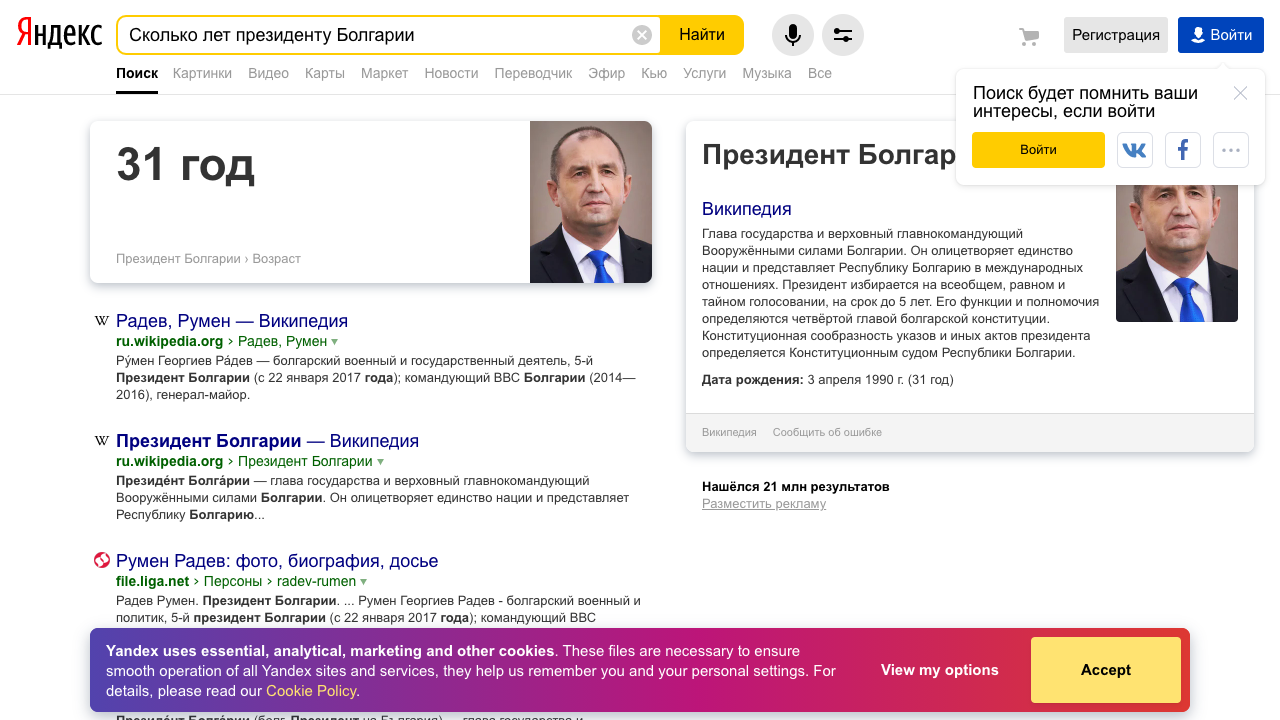 Яндекс
Сколько лет президенту Болгарии
Найти
Регистрация
Войти
Поиск Картинки Видео Карты Маркет Новости Переводчик Эфир Кью Услуги Музыка Все
Поиск будет помнить ваши
интересы, если войти
Войти
31 год
Президент Болгарии › Возраст
Радев, Румен — Википедия
ru.wikipedia.org › Радев, Румен
Ру́мен Георгиев Ра́дев — болгарский военный и государственный деятель, 5-й
Президент Болгарии (с 22 января 2017 года); командующий ВВС Болгарии (2014—
2016), генерал-майор.
Президент Болгарии — Википедия
ru.wikipedia.org › Президент Болгарии
Президе́нт Болга́рии — глава государства и верховный главнокомандующий
Вооружёнными силами Болгарии. Он олицетворяет единство нации и представляет
Республику Болгарию...
Румен Радев: фото, биография, досье
file.liga.net › Персоны › radev-rumen
Радев Румен. Президент Болгарии. ... Румен Георгиев Радев - болгарский военный и
политик, 5-й президент Болгарии (с 22 января 2017 года); командующий ВВС
Президент Болгар
Википедия
Глава государства и верховный главнокомандующий
Вооружёнными силами Болгарии. Он олицетворяет единство
нации и представляет Республику Болгарию в международных
отношениях. Президент избирается на всеобщем, равном и
тайном голосовании, на срок до 5 лет. Его функции и полномочия
определяются четвёртой главой болгарской конституции.
Конституционная сообразность указов и иных актов президента
определяется Конституционным судом Республики Болгарии.
Дата рождения: 3 апреля 1990 г. (31 год)
Википедия Сообщить об ошибке
Нашёлся 21 млн результатов
Разместить рекламу
Yandex uses essential, analytical, marketing and other cookies. These files are necessary to ensure
smooth operation of all Yandex sites and services, they help us remember you and your personal settings. For
details, please read our Cookie Policy.
View my options
Accept